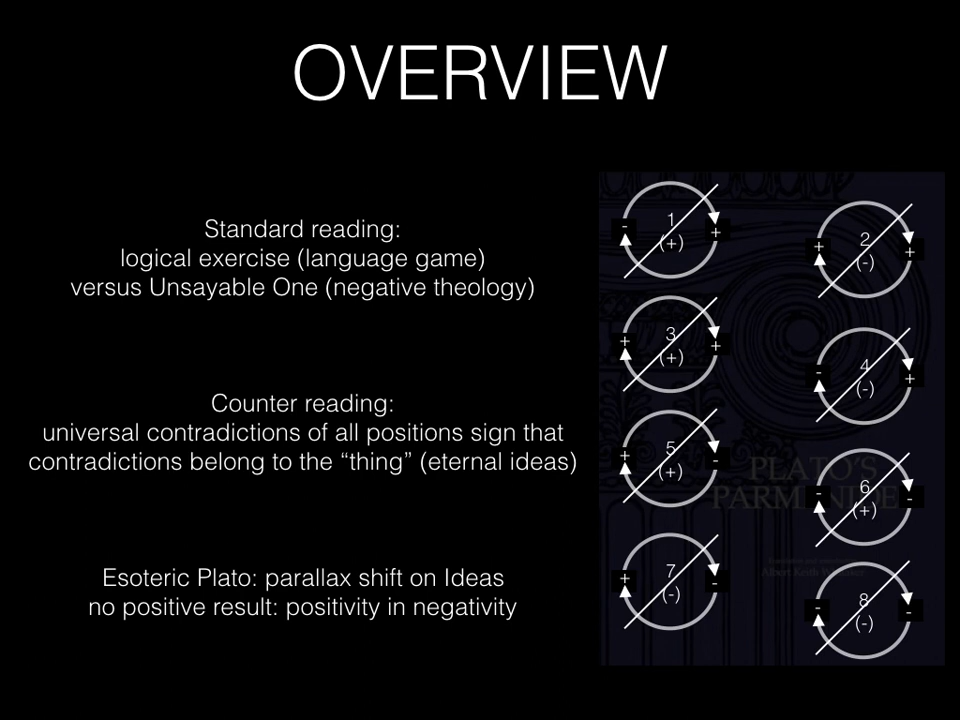 OVERVIEW
Standard reading:
logical exercise (language game)
versus Unsayable One (negative theology)
Counter reading:
universal contradictions of all positions sign that
contradictions belong to the “thing” (eternal ideas)
Esoteric Plato: parallax shift on Ideas
no positive result: positivity in negativity
- 1 +
(+)
+ 2 +
(-)
+ 3 +
(+)
- 4 +
(-)
+ 5 -
(+)
- 6 -
(+)
+ 7 -
(-)
- 8 -
(-)
PLATO'S
Albert Keith